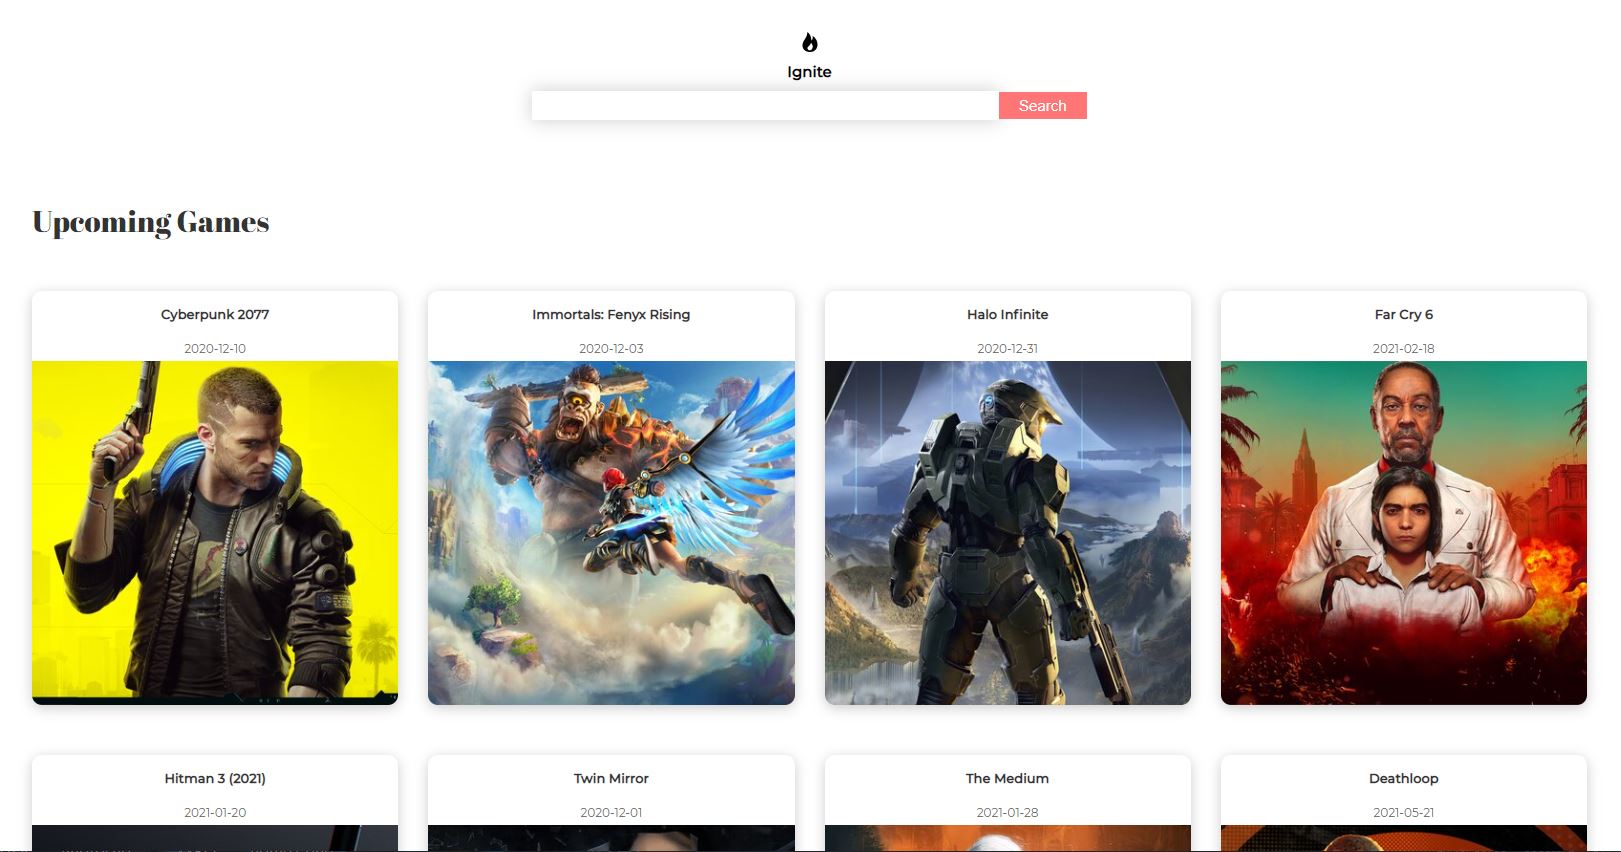 Ignite
Search
Upcoming Games
Cyberpunk 2077
2020-12-10
Immortals: Fenyx Rising
2020-12-03
Halo Infinite
2020-12-31
Far Cry 6
2021-02-18
Hitman 3 (2021)
2021-01-20
Twin Mirror
2020-12-01
The Medium
2021-01-28
Deathloop
2021-05-21